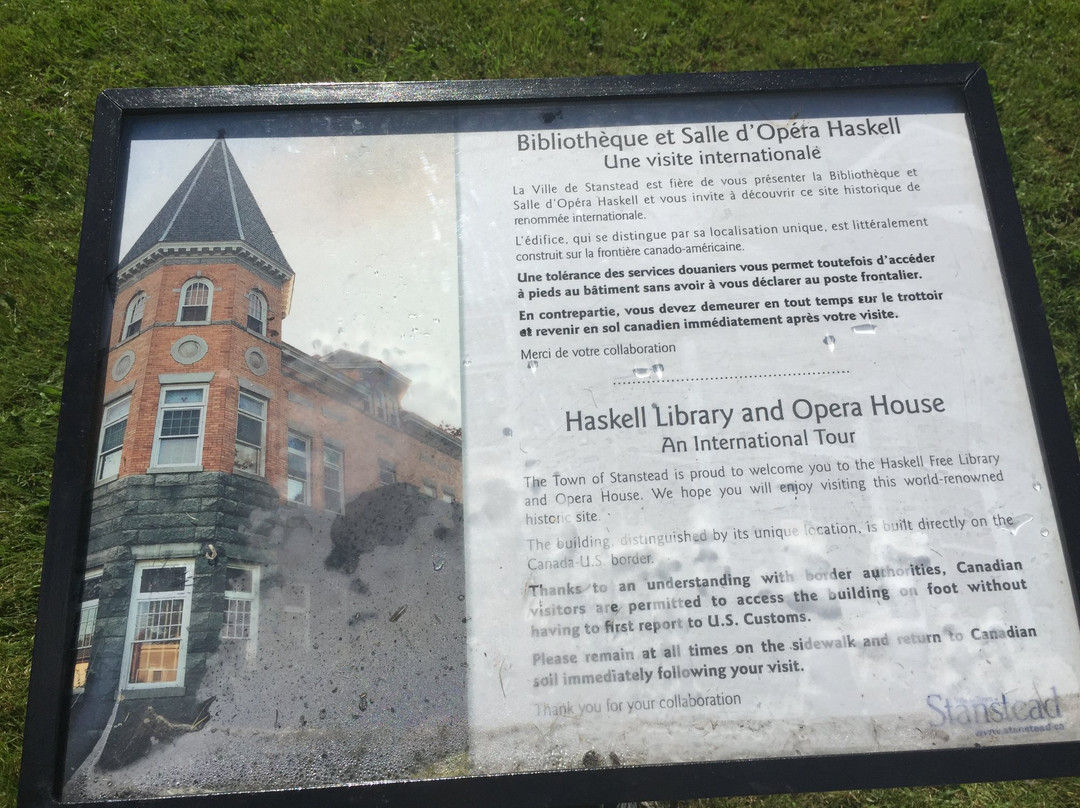 Bibliothèque et Salle d'Opéra Haskell
Une visite internationale
La Ville de Stanstead est fière de vous présenter la Bibliothèque et
Salle d'Opéra Haskell et vous invite à découvrir ce site historique de
renommée internationale.
L'édifice, qui se distingue par sa localisation unique, est littéralement
construit sur la frontière canado-américaine.
Une tolérance des services douaniers vous permet toutefois d'accéder
à pieds au bâtiment sans avoir à vous déclarer au poste frontalier.
En contrepartie, vous devez demeurer en tout temps sur le trottoir
et revenir en sol canadien immédiatement après votre visite.
Merci de votre collaboration
Haskell Library and Opera House
An International Tour
The Town of Stanstead is proud to welcome you to the Haskell Free Library
and Opera House. We hope you will enjoy visiting this world-renowned
historic site.
The building, distinguished by its unique location, is built directly on the
Canada-U.S. border.
Thanks to an understanding with border authorities, Canadian
visitors are permitted to access the building on foot without
having to first report to U.S. Customs.
Please remain at all times on the sidewalk and return to Canadian
soil immediately following your visit.
Thank you for your collaboration
Stanstead
www.stanstead.ca